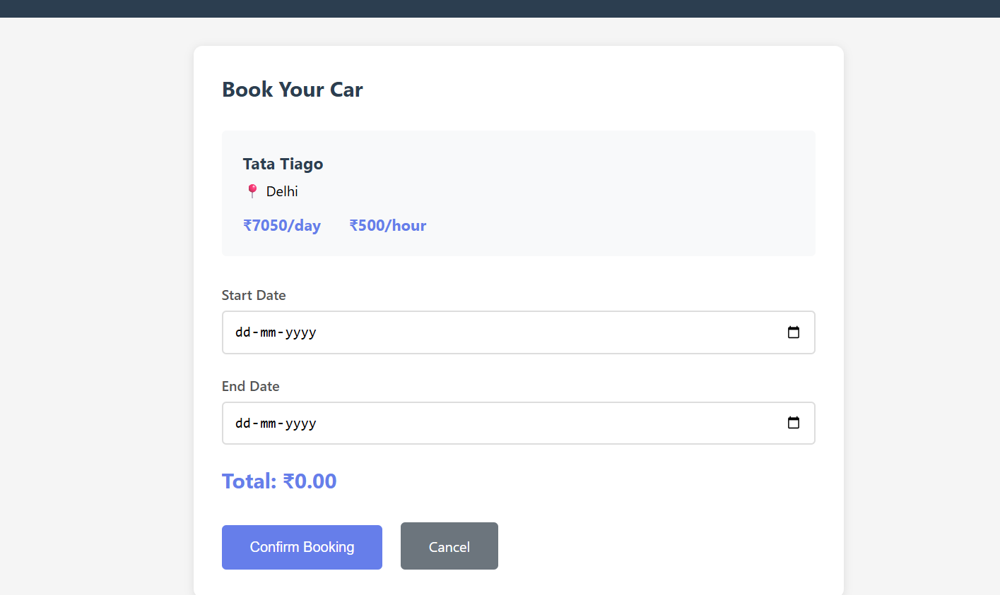 Book Your Car
Tata Tiago
📍 Delhi
₹7050/day ₹500/hour
Start Date
dd-mm-yyyy
End Date
dd-mm-yyyy
Total: ₹0.00
Confirm Booking Cancel